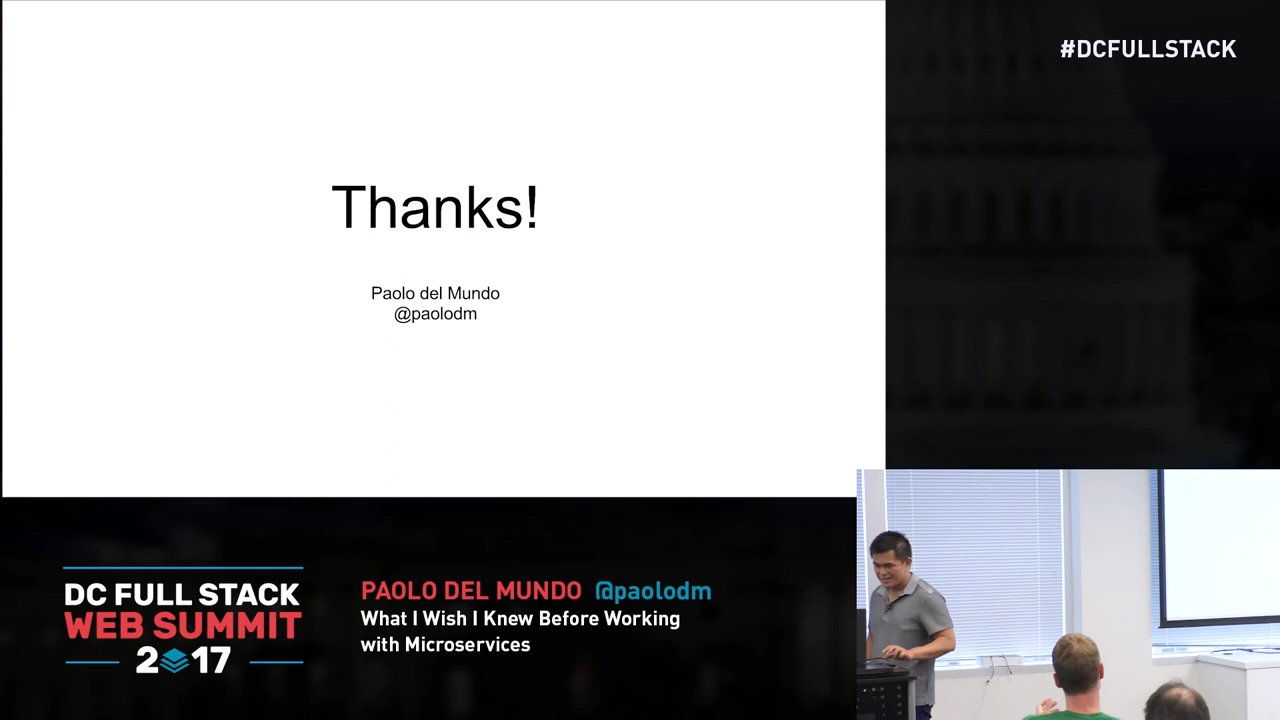 #DCFULLSTACK
Thanks!
Paolo del Mundo
@paolodm
DC FULL STACK
WEB SUMMIT
2017
PAOLO DEL MUNDO @paolodm
What I Wish I Knew Before Working
with Microservices